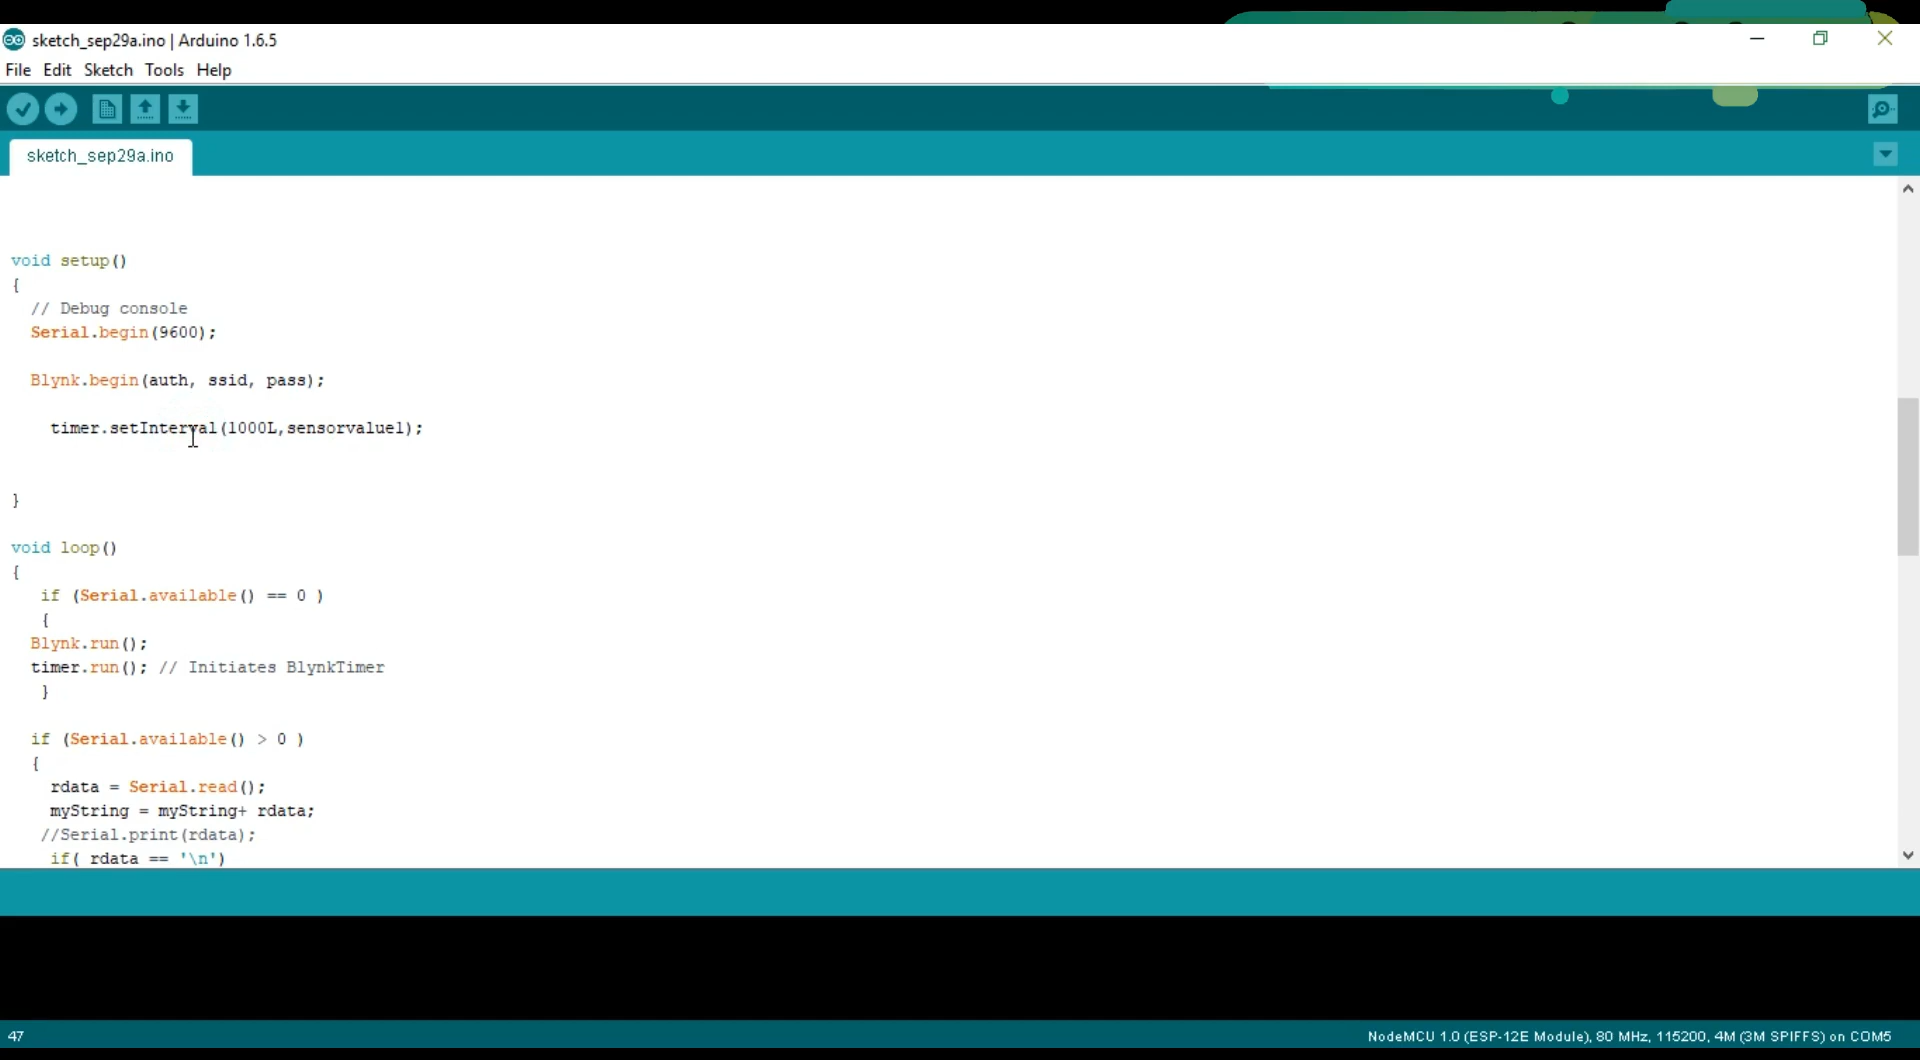 sketch_sep29a.ino | Arduino 1.6.5
File Edit Sketch Tools Help
sketch_sep29a.ino
void setup()
{
// Debug console
Serial.begin(9600);
Blynk.begin(auth, ssid, pass);
timer.setInterval(1000L,sensorvalue1);
}
void loop()
{
if (Serial.available() == 0 )
{
Blynk.run();
timer.run(); // Initiates BlynkTimer
}
if (Serial.available() > 0 )
{
rdata = Serial.read();
myString = myString+ rdata;
//Serial.print(rdata);
if( rdata == '\n')
47 NodeMCU 1.0 (ESP-12E Module), 80 MHz, 115200, 4M (3M SPIFFS) on COM5